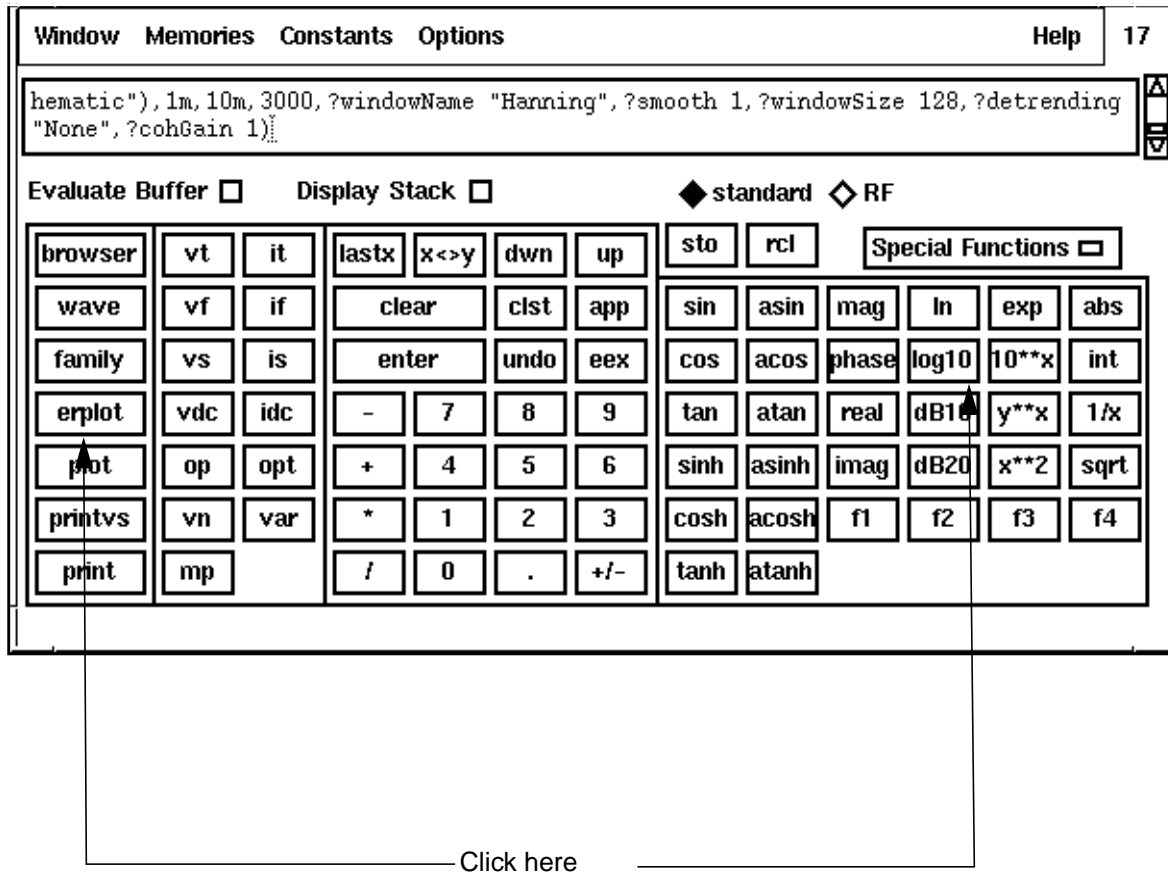 Window Memories Constants Options Help 17
hematic"),1m,10m,3000,?windowName "Hanning",?smooth 1,?windowSize 128,?detrending
"None",?cohGain 1)
Evaluate Buffer Display Stack standard RF
browser vt it lastx x<>y dwn up sto rcl Special Functions
wave vf if clear clst app sin asin mag ln exp abs
family vs is enter undo eex cos acos phase log10 10**x int
erplot vdc idc - 7 8 9 tan atan real dB10 y**x 1/x
plot op opt + 4 5 6 sinh asinh imag dB20 x**2 sqrt
printvs vn var * 1 2 3 cosh acosh f1 f2 f3 f4
print mp / 0 . +/- tanh atanh
Click here